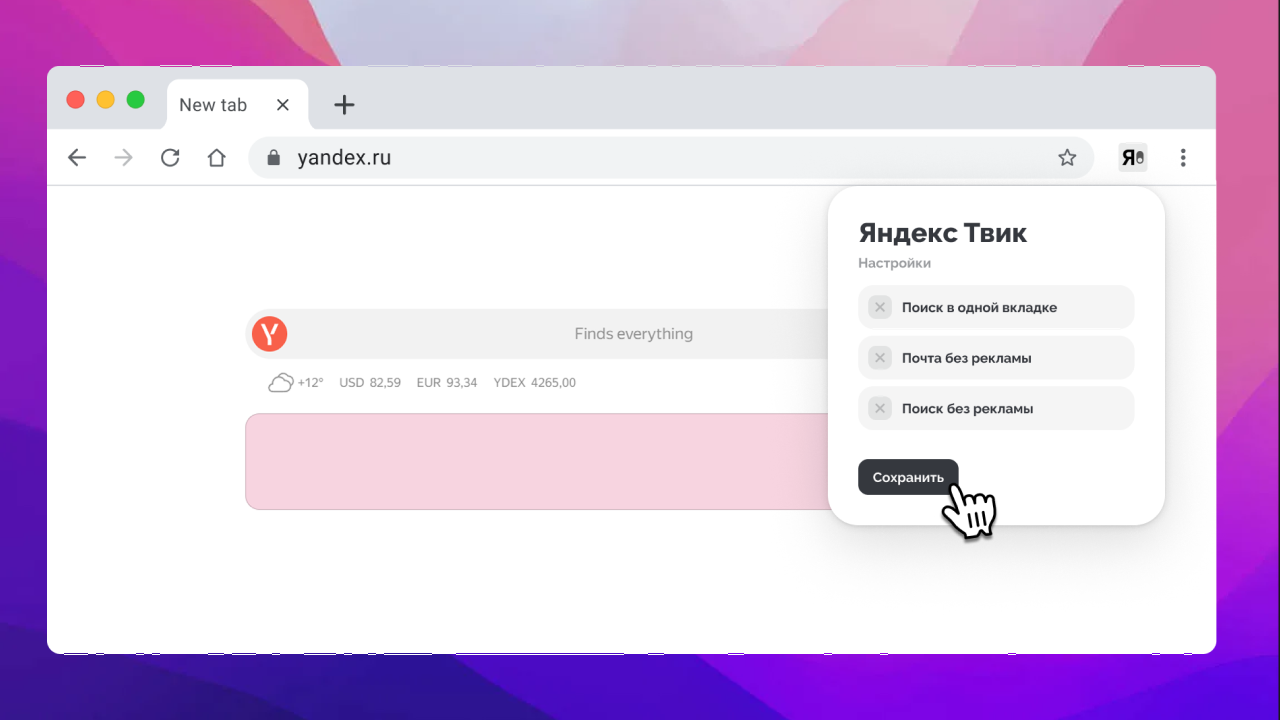 New tab
yandex.ru
Я
Яндекс Твик
Настройки
Поиск в одной вкладке
Почта без рекламы
Поиск без рекламы
Сохранить
Y
Finds everything
+12° USD 82,59 EUR 93,34 YDEX 4265,00